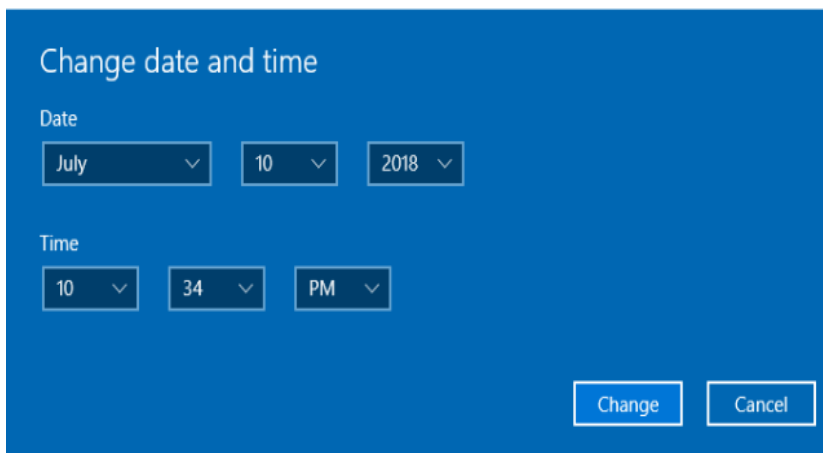 Change date and time
Date
July 10 2018
Time
10 34 PM
Change Cancel